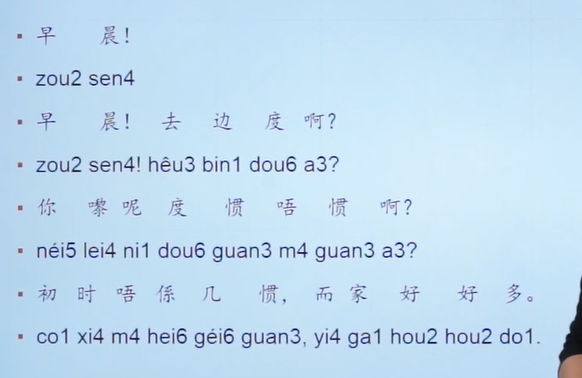 早 晨！
zou2 sen4
早 晨！ 去 边 度 啊？
zou2 sen4! hêu3 bin1 dou6 a3?
你 嚟 呢 度 惯 唔 惯 啊？
néi5 lei4 ni1 dou6 guan3 m4 guan3 a3?
初 时 唔 係 几 惯， 而 家 好 好 多。
co1 xi4 m4 hei6 géi6 guan3, yi4 ga1 hou2 hou2 do1.